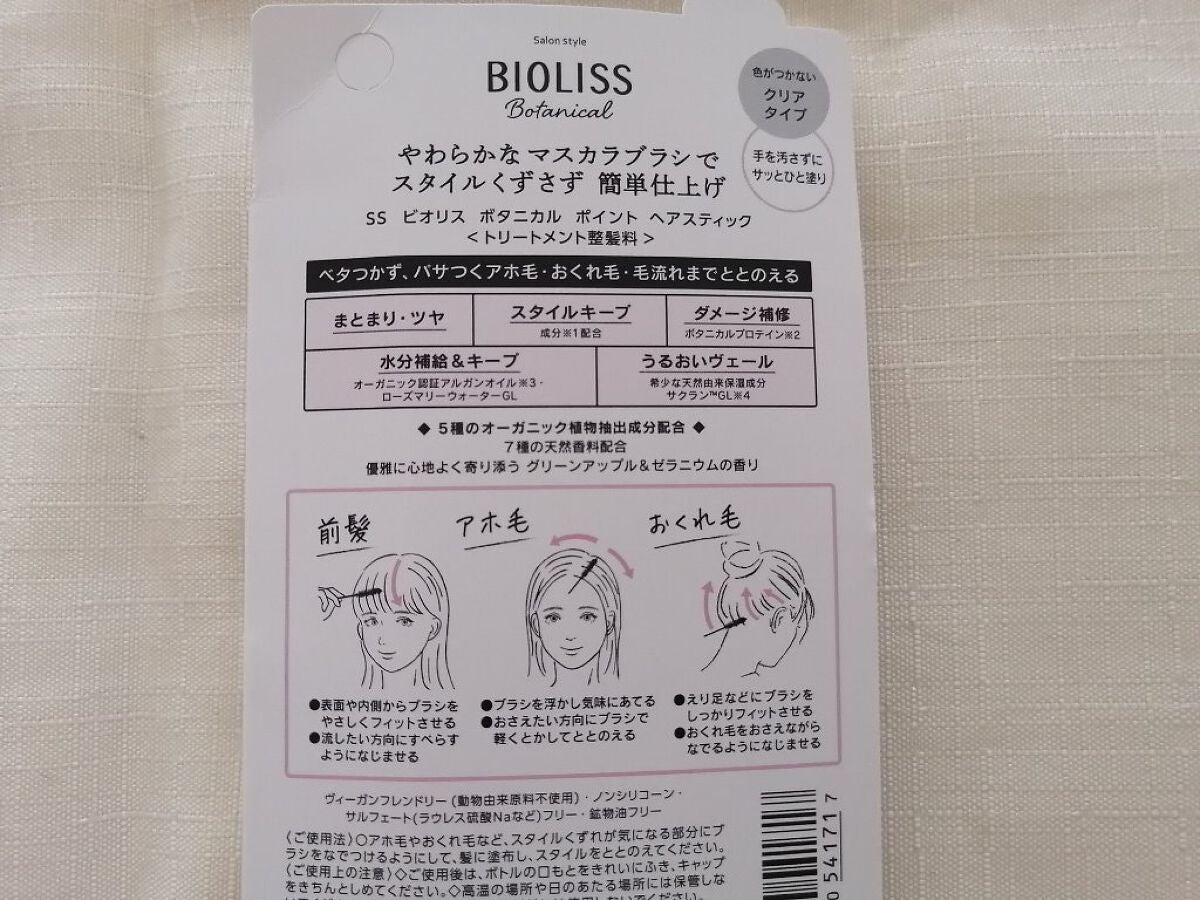 Salon style
BIOLISS
Botanical
色がつかない
クリア
タイプ
手を汚さずに
サッとひと塗り
やわらかな マスカラブラシで
スタイルくずさず 簡単仕上げ
SS ビオリス ボタニカル ポイント ヘアスティック
＜トリートメント整髪料＞
ベタつかず、パサつくアホ毛・おくれ毛・毛流れまでととのえる
まとまり・ツヤ
スタイルキープ
成分※1配合
ダメージ補修
ボタニカルプロテイン※2
水分補給＆キープ
オーガニック認証アルガンオイル※3・
ローズマリーウォーターGL
うるおいヴェール
希少な天然由来保湿成分
サクラン™GL※4
◆ 5種のオーガニック植物抽出成分配合 ◆
7種の天然香料配合
優雅に心地よく寄り添う グリーンアップル＆ゼラニウムの香り
前髪
●表面や内側からブラシを
やさしくフィットさせる
●流したい方向にすべらす
ようになじませる
アホ毛
●ブラシを浮かし気味にあてる
●おさえたい方向にブラシで
軽くとかしてととのえる
おくれ毛
●えり足などにブラシを
しっかりフィットさせる
●おくれ毛をおさえながら
なでるようになじませる
ヴィーガンフレンドリー（動物由来原料不使用）・ノンシリコーン・
サルフェート(ラウレス硫酸Naなど)フリー・鉱物油フリー
〈ご使用法〉○アホ毛やおくれ毛など、スタイルくずれが気になる部分にブ
ラシをなでつけるようにして、髪に塗布し、スタイルをととのえてください。
〈ご使用上の注意〉◇ご使用後は、ボトルの口もとをきれいにふき、キャップ
をきちんとしめてください。◇高温の場所や日のあたる場所には保管しな
54171 7